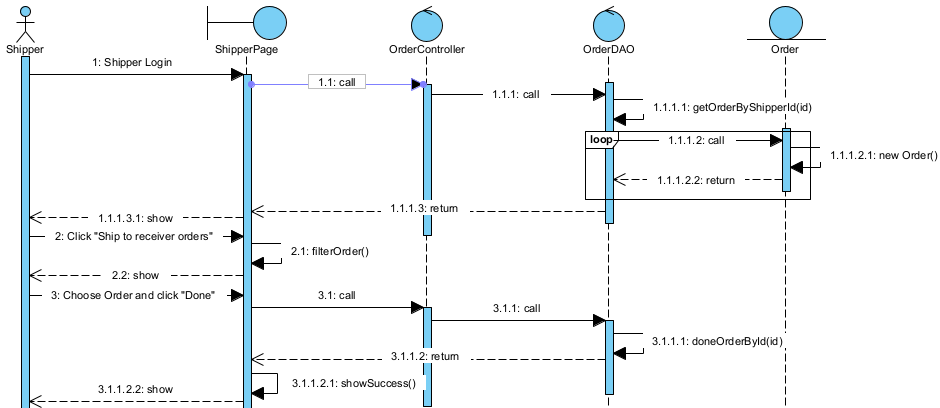 Shipper
ShipperPage
OrderController
OrderDAO
Order
1: Shipper Login
1.1: call
1.1.1: call
1.1.1.1: getOrderByShipperId(id)
loop
1.1.1.2: call
1.1.1.2.1: new Order()
1.1.1.2.2: return
1.1.1.3: return
1.1.1.3.1: show
2: Click "Ship to receiver orders"
2.1: filterOrder()
2.2: show
3: Choose Order and click "Done"
3.1: call
3.1.1: call
3.1.1.1: doneOrderById(id)
3.1.1.2: return
3.1.1.2.1: showSuccess()
3.1.1.2.2: show